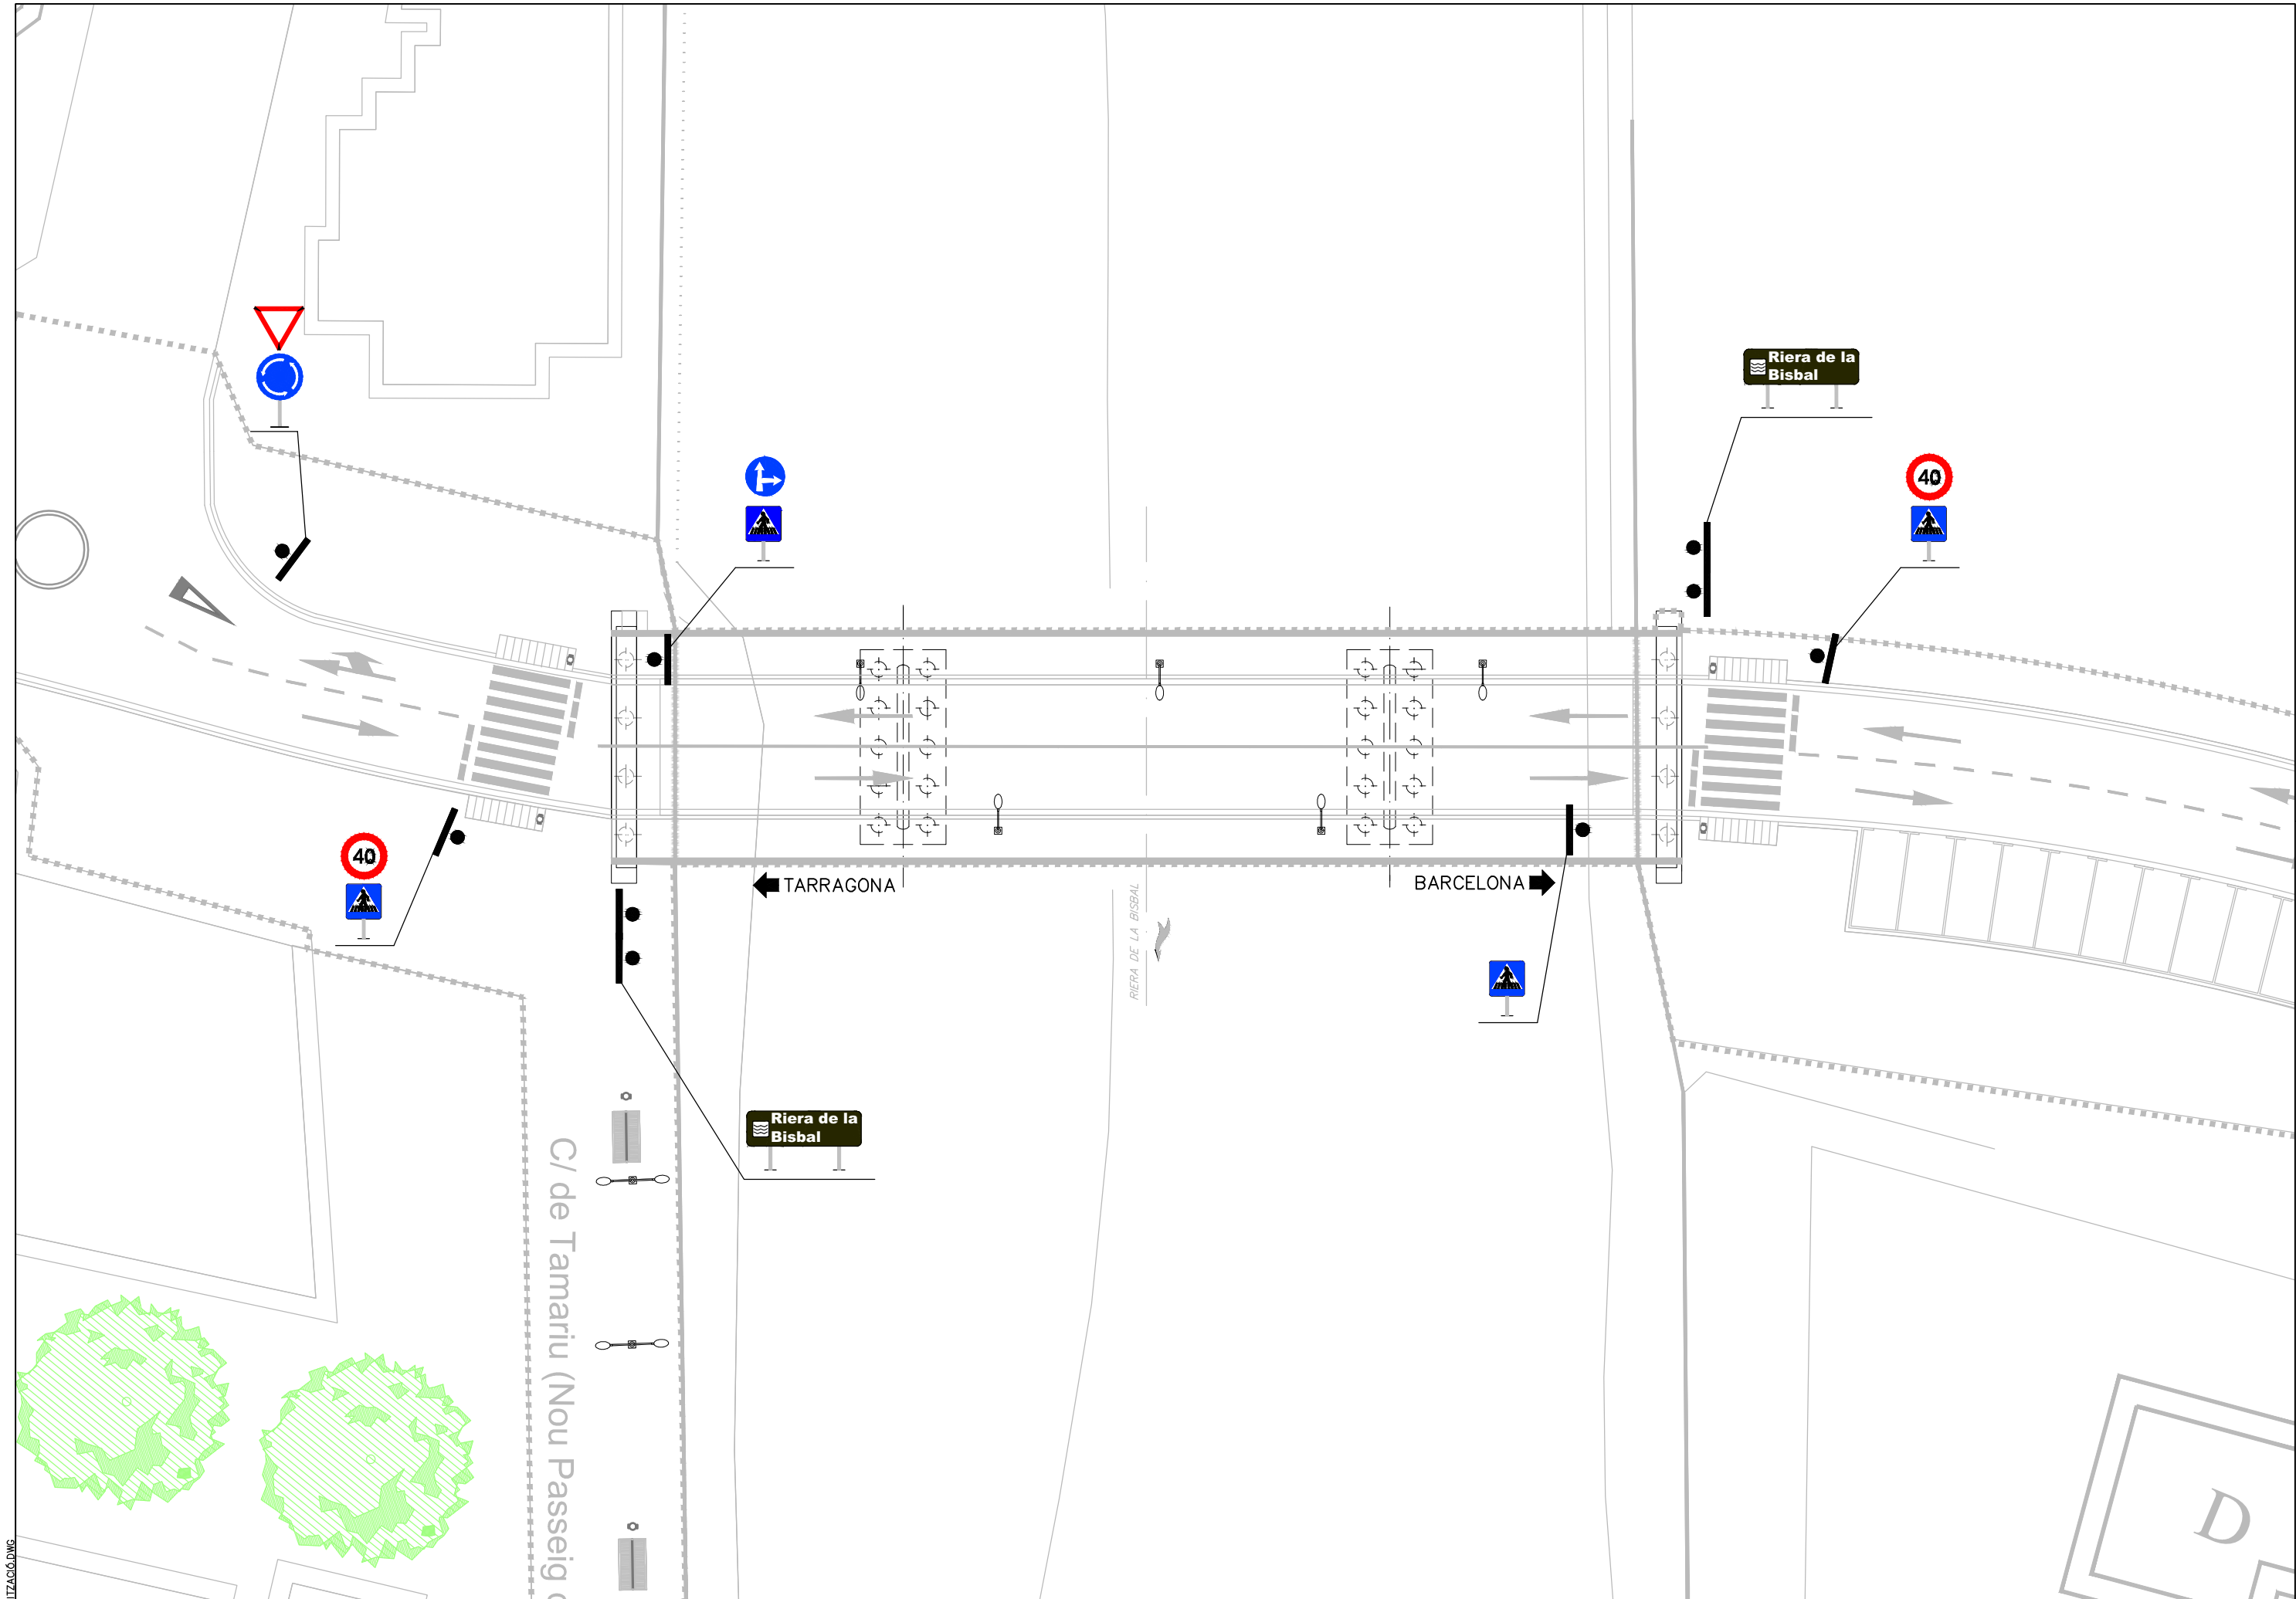 Riera de la
Bisbal
40
TARRAGONA
BARCELONA
40
RIERA DE LA BISBAL
Riera de la
Bisbal
C/ de Tamariu (Nou Passeig
D
ITZACIÓ.DWG